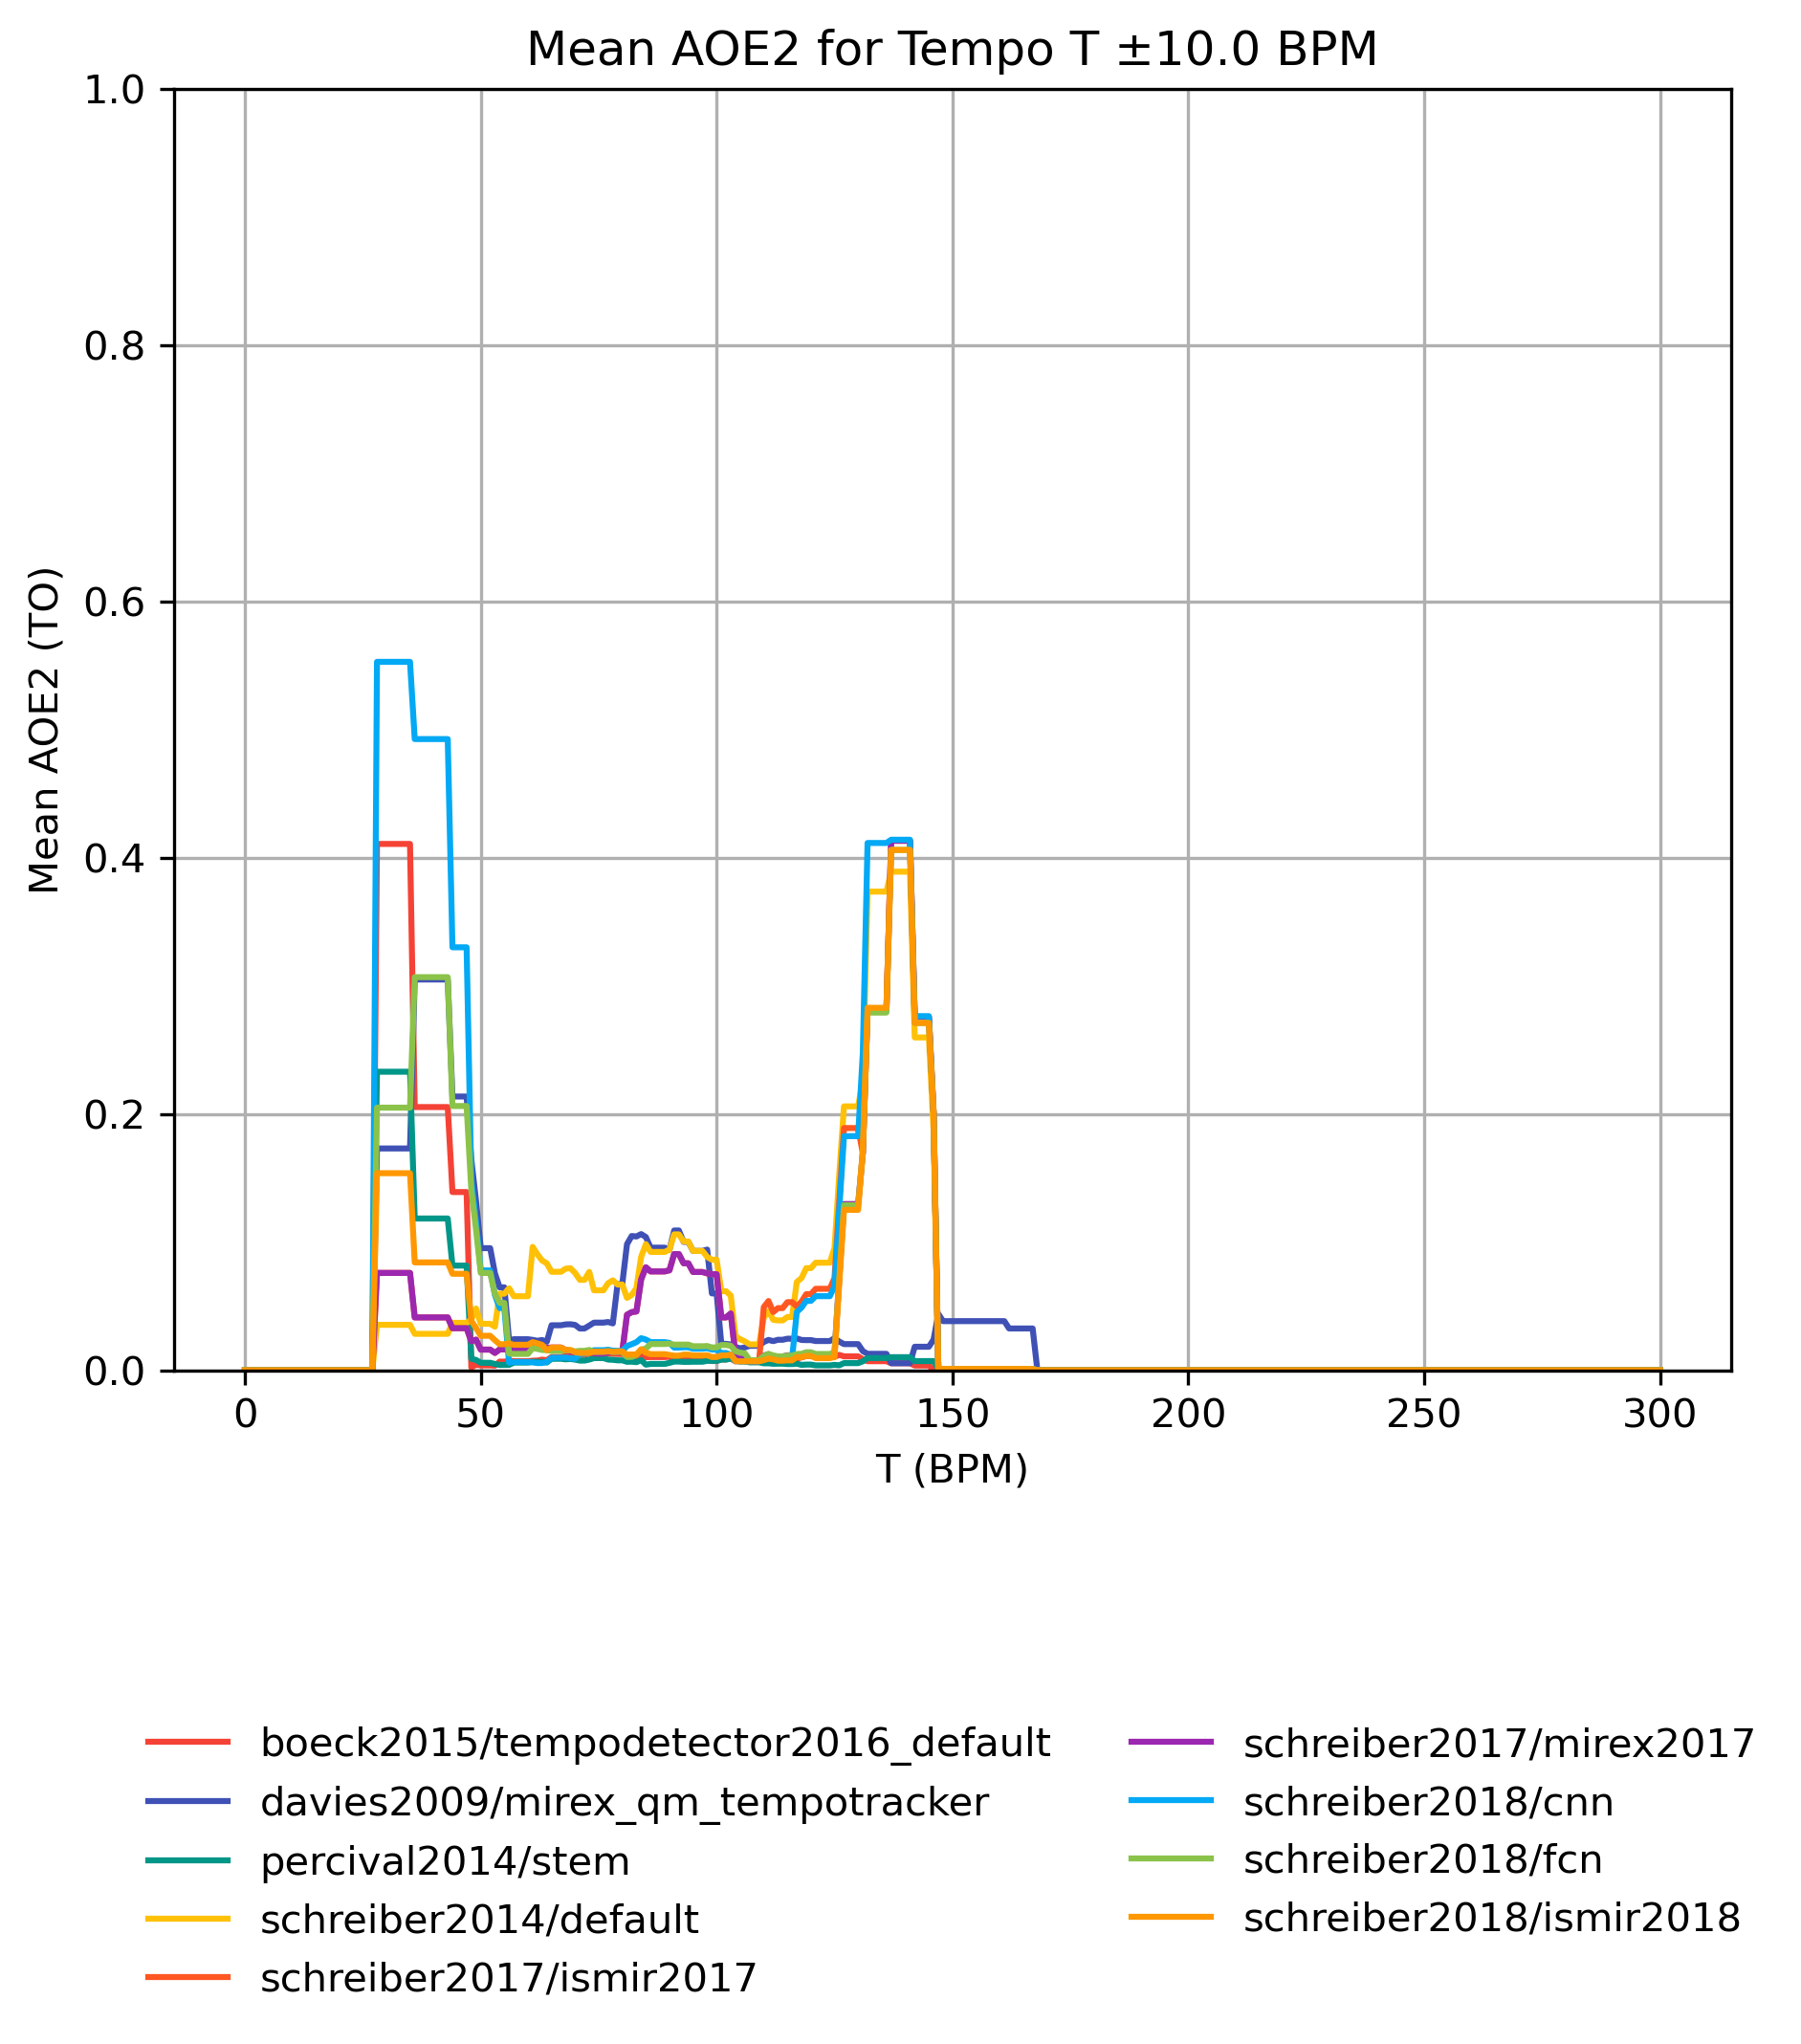 Mean AOE2 for Tempo T ±10.0 BPM
1.0
0.8
0.6
0.4
0.2
0.0
Mean AOE2 (TO)
0 50 100 150 200 250 300
T (BPM)
boeck2015/tempodetector2016_default
davies2009/mirex_qm_tempotracker
percival2014/stem
schreiber2014/default
schreiber2017/ismir2017
schreiber2017/mirex2017
schreiber2018/cnn
schreiber2018/fcn
schreiber2018/ismir2018